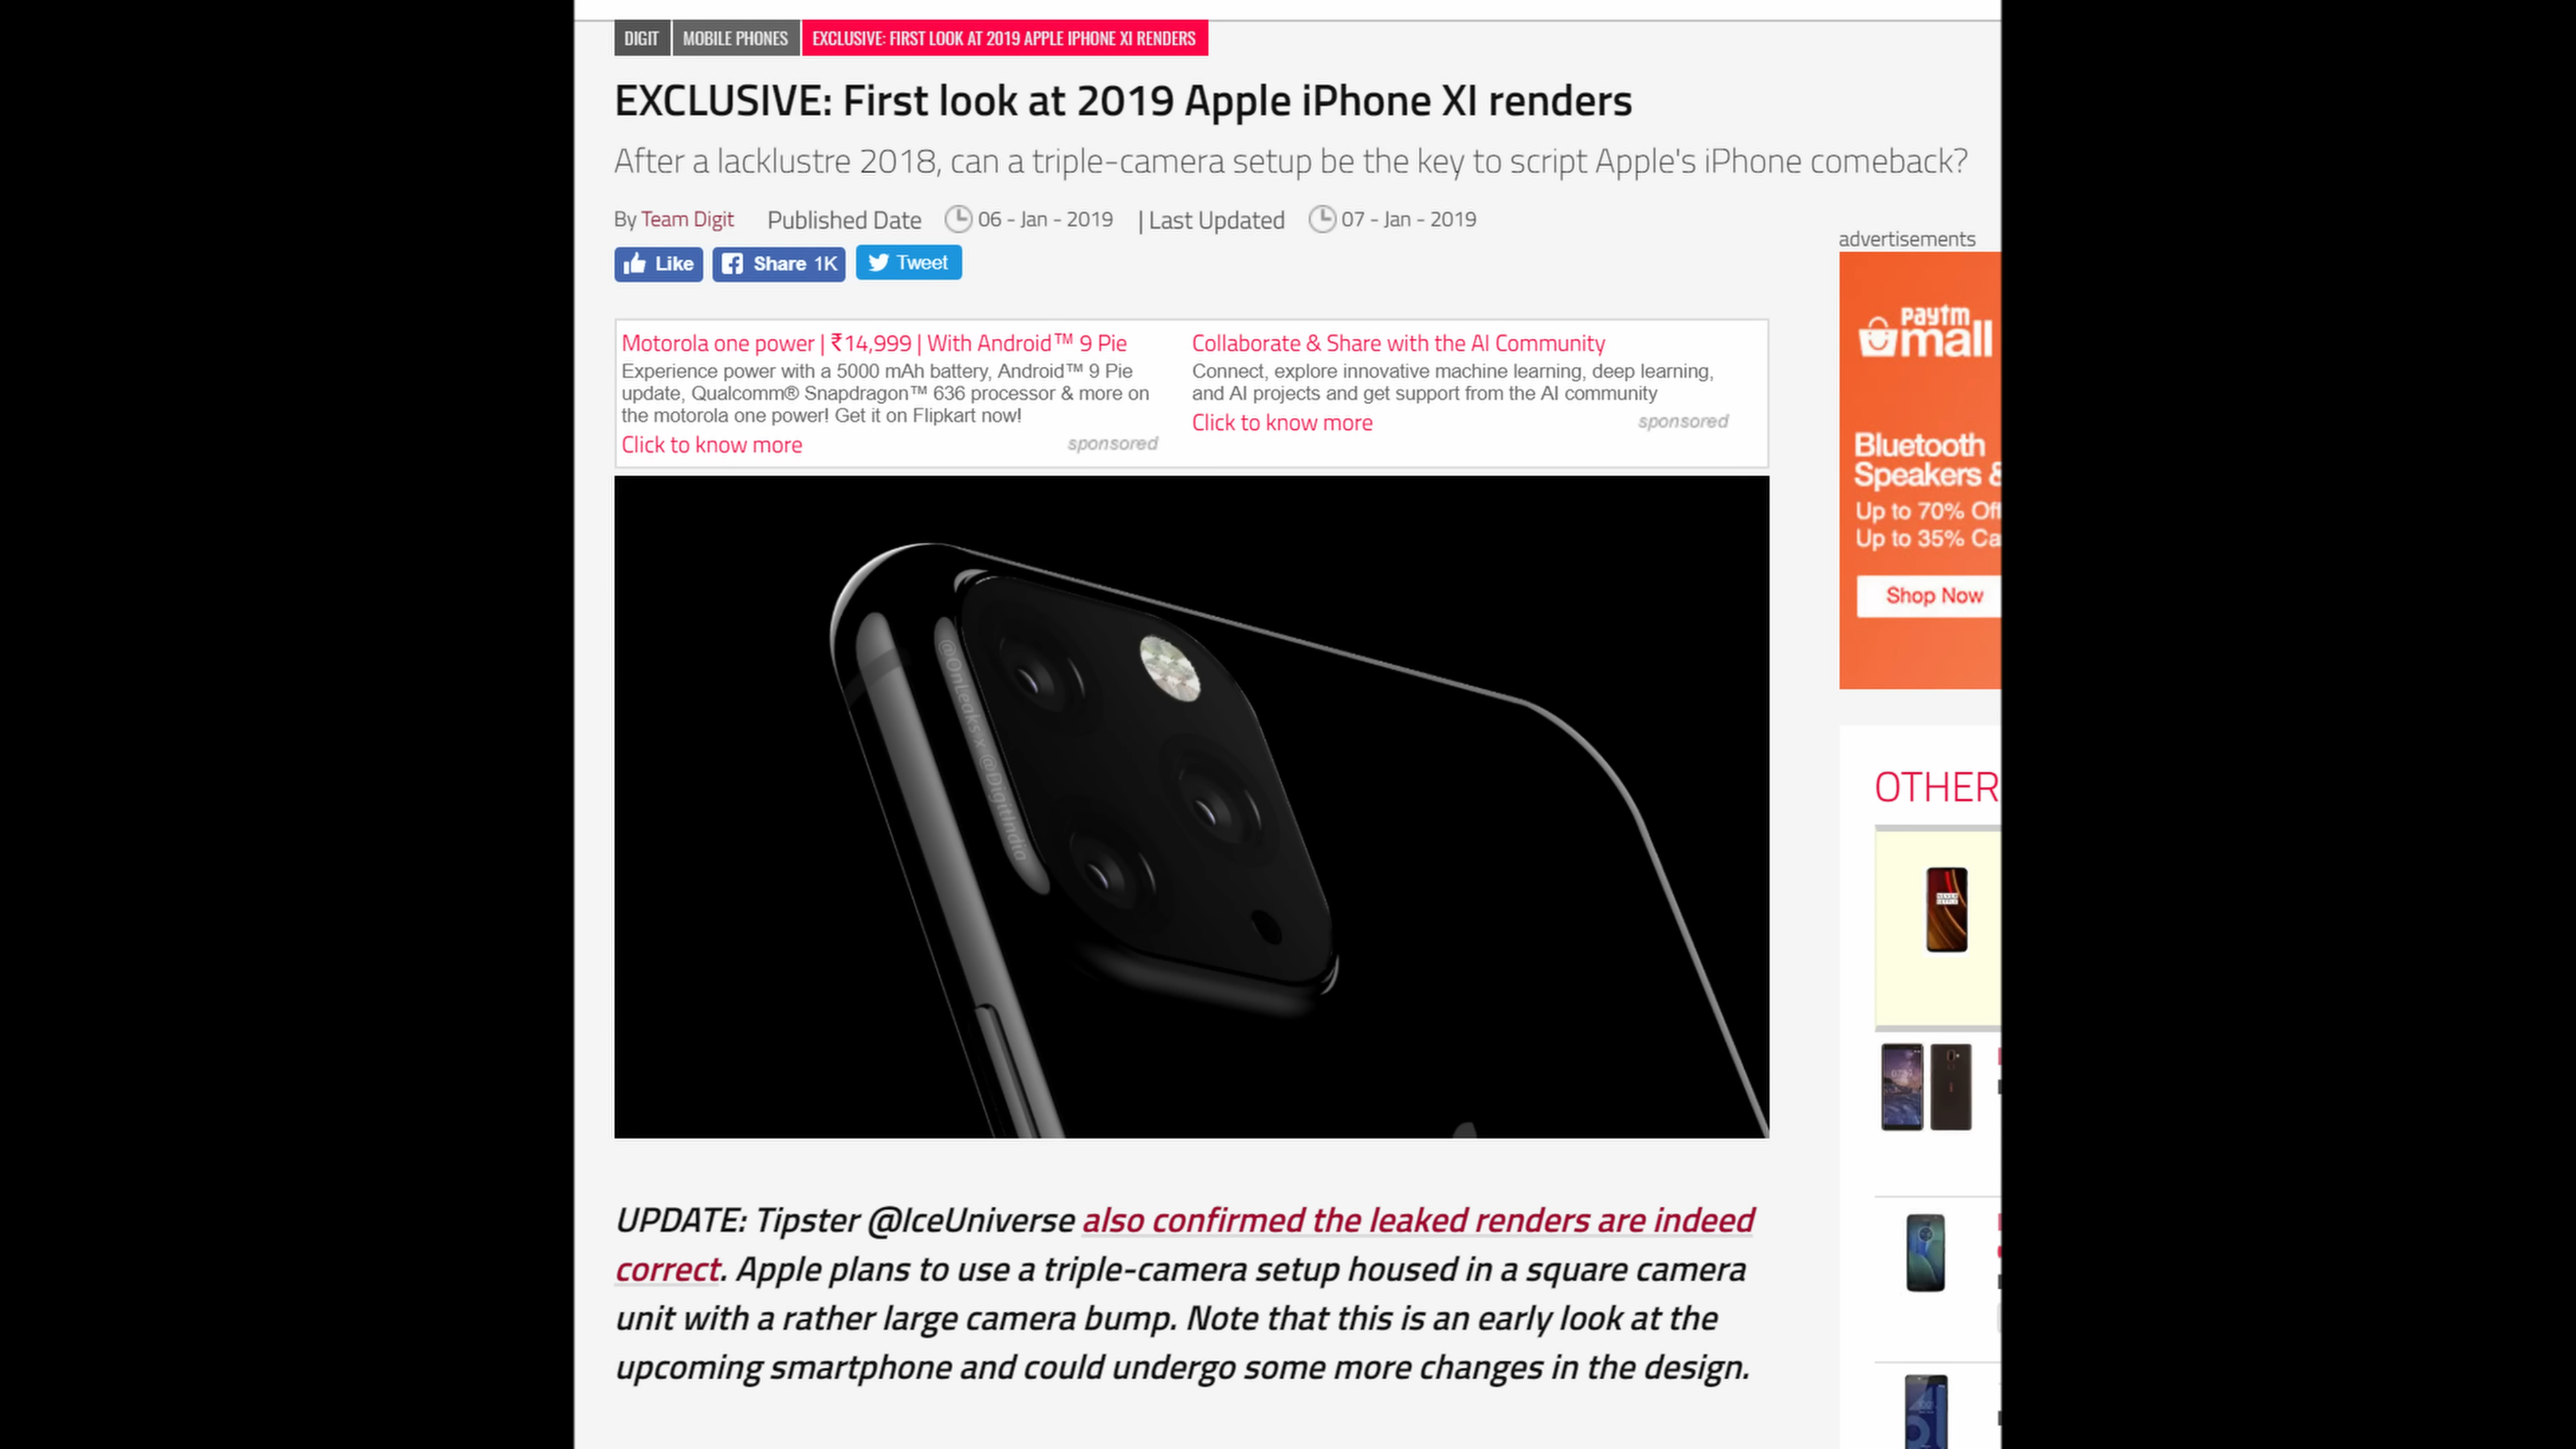 DIGIT
MOBILE PHONES
EXCLUSIVE: FIRST LOOK AT 2019 APPLE IPHONE XI RENDERS
EXCLUSIVE: First look at 2019 Apple iPhone XI renders
After a lacklustre 2018, can a triple-camera setup be the key to script Apple's iPhone comeback?
By Team Digit Published Date 06 - Jan - 2019 | Last Updated 07 - Jan - 2019
Like
Share 1K
Tweet
Motorola one power | ₹14,999 | With Android™ 9 Pie
Experience power with a 5000 mAh battery, Android™ 9 Pie
update, Qualcomm® Snapdragon™ 636 processor & more on
the motorola one power! Get it on Flipkart now!
Click to know more
sponsored
Collaborate & Share with the AI Community
Connect, explore innovative machine learning, deep learning,
and AI projects and get support from the AI community
Click to know more
sponsored
@OnLeaks x @DigitIndia
UPDATE: Tipster @IceUniverse also confirmed the leaked renders are indeed
correct. Apple plans to use a triple-camera setup housed in a square camera
unit with a rather large camera bump. Note that this is an early look at the
upcoming smartphone and could undergo some more changes in the design.
advertisements
paytm
mall
Bluetooth
Speakers &
Up to 70% Off
Up to 35% Ca
Shop Now
OTHER